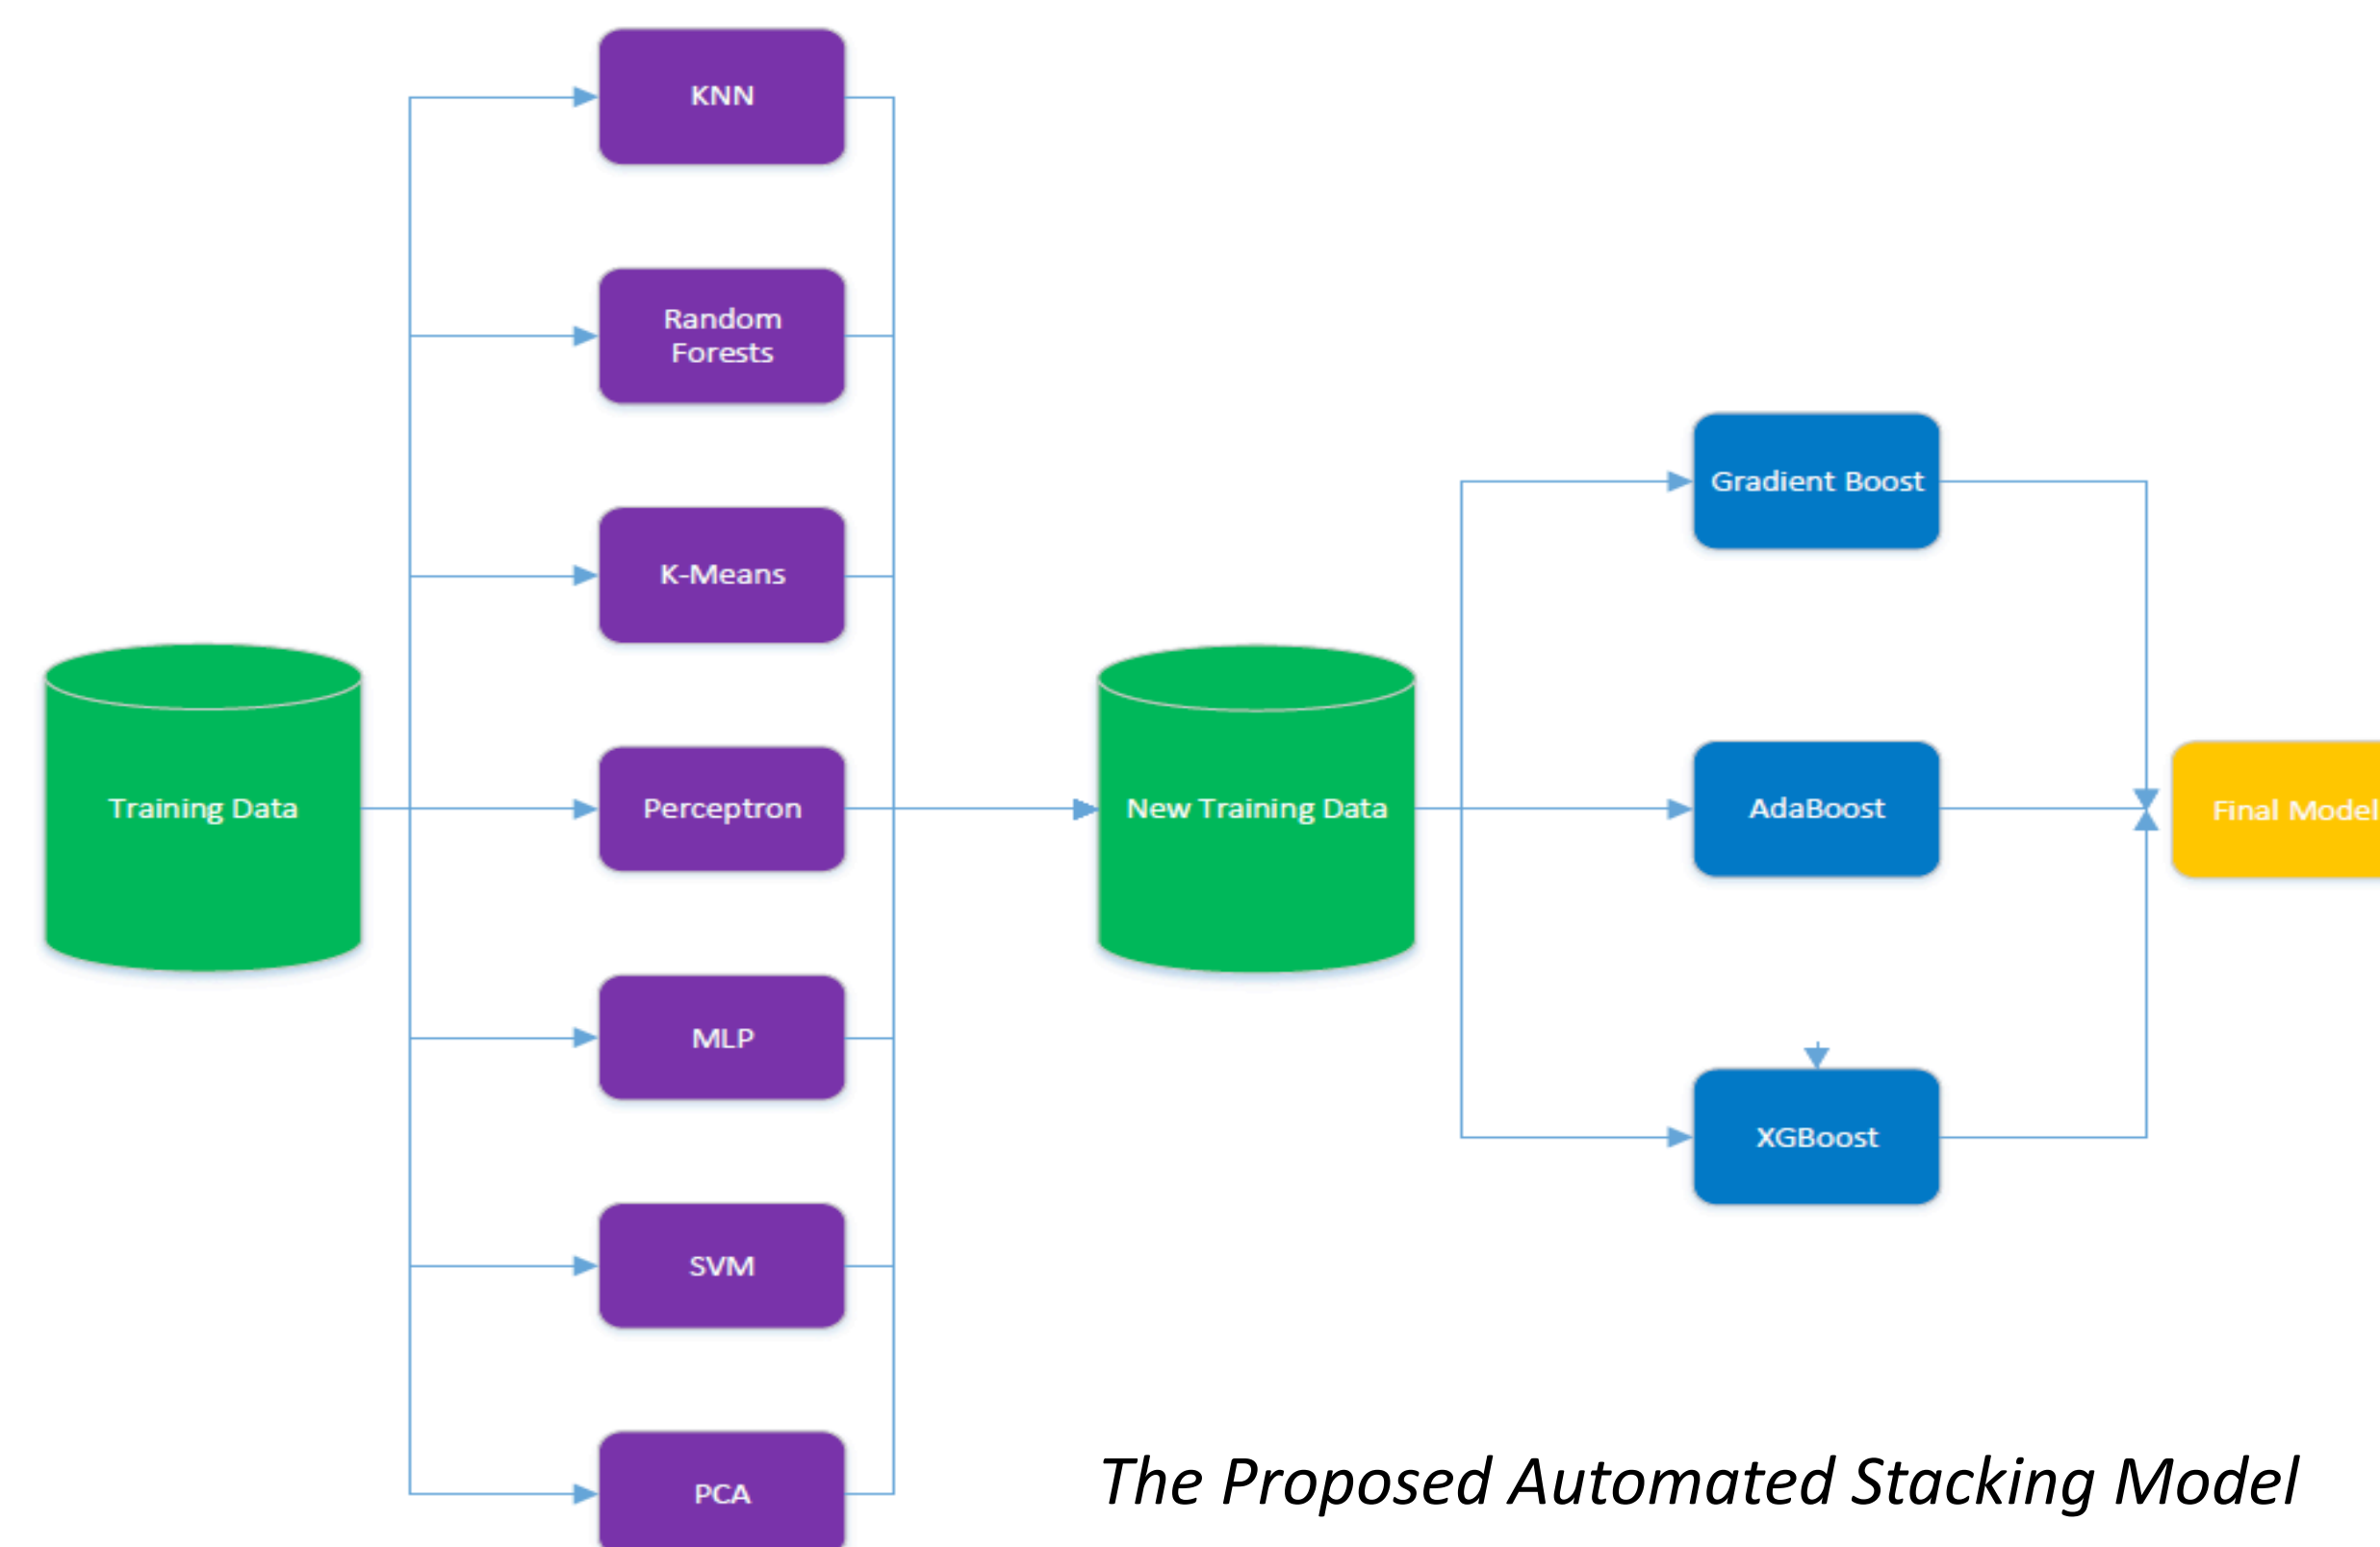 KNN
Random
Forests
K-Means
Training Data
Perceptron
MLP
SVM
PCA
New Training Data
Gradient Boost
AdaBoost
XGBoost
Final Model
The Proposed Automated Stacking Model